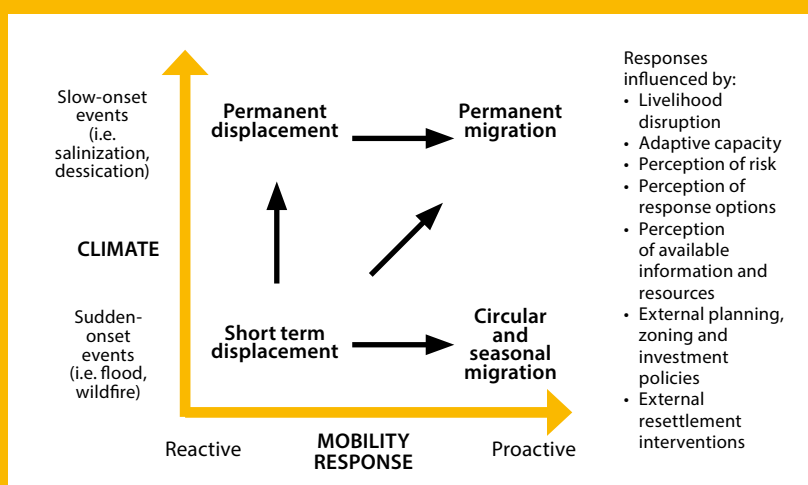 Slow-onset
events
(i.e.
salinization,
dessication)
CLIMATE
Sudden-
onset
events
(i.e. flood,
wildfire)
Permanent
displacement
Permanent
migration
Short term
displacement
Circular
and
seasonal
migration
Reactive
MOBILITY
RESPONSE
Proactive
Responses
influenced by:
• Livelihood
disruption
• Adaptive capacity
• Perception of risk
• Perception of
response options
• Perception
of available
information and
resources
• External planning,
zoning and
investment
policies
• External
resettlement
interventions